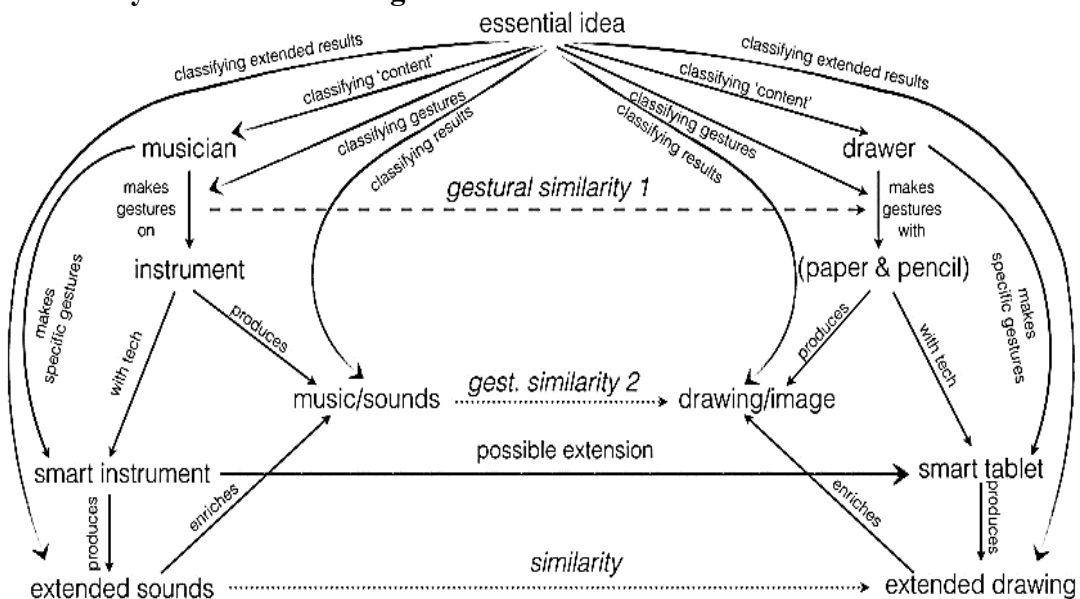 essential idea
classifying extended results
classifying 'content'
classifying gestures
classifying results
classifying extended results
classifying 'content'
classifying gestures
classifying results
musician
drawer
makes
gestures
on
gestural similarity 1
makes
gestures
with
instrument
(paper & pencil)
makes
specific gestures
with tech
produces
produces
with tech
makes
specific gestures
music/sounds
gest. similarity 2
drawing/image
possible extension
smart instrument
smart tablet
produces
enriches
enriches
produces
similarity
extended sounds
extended drawing